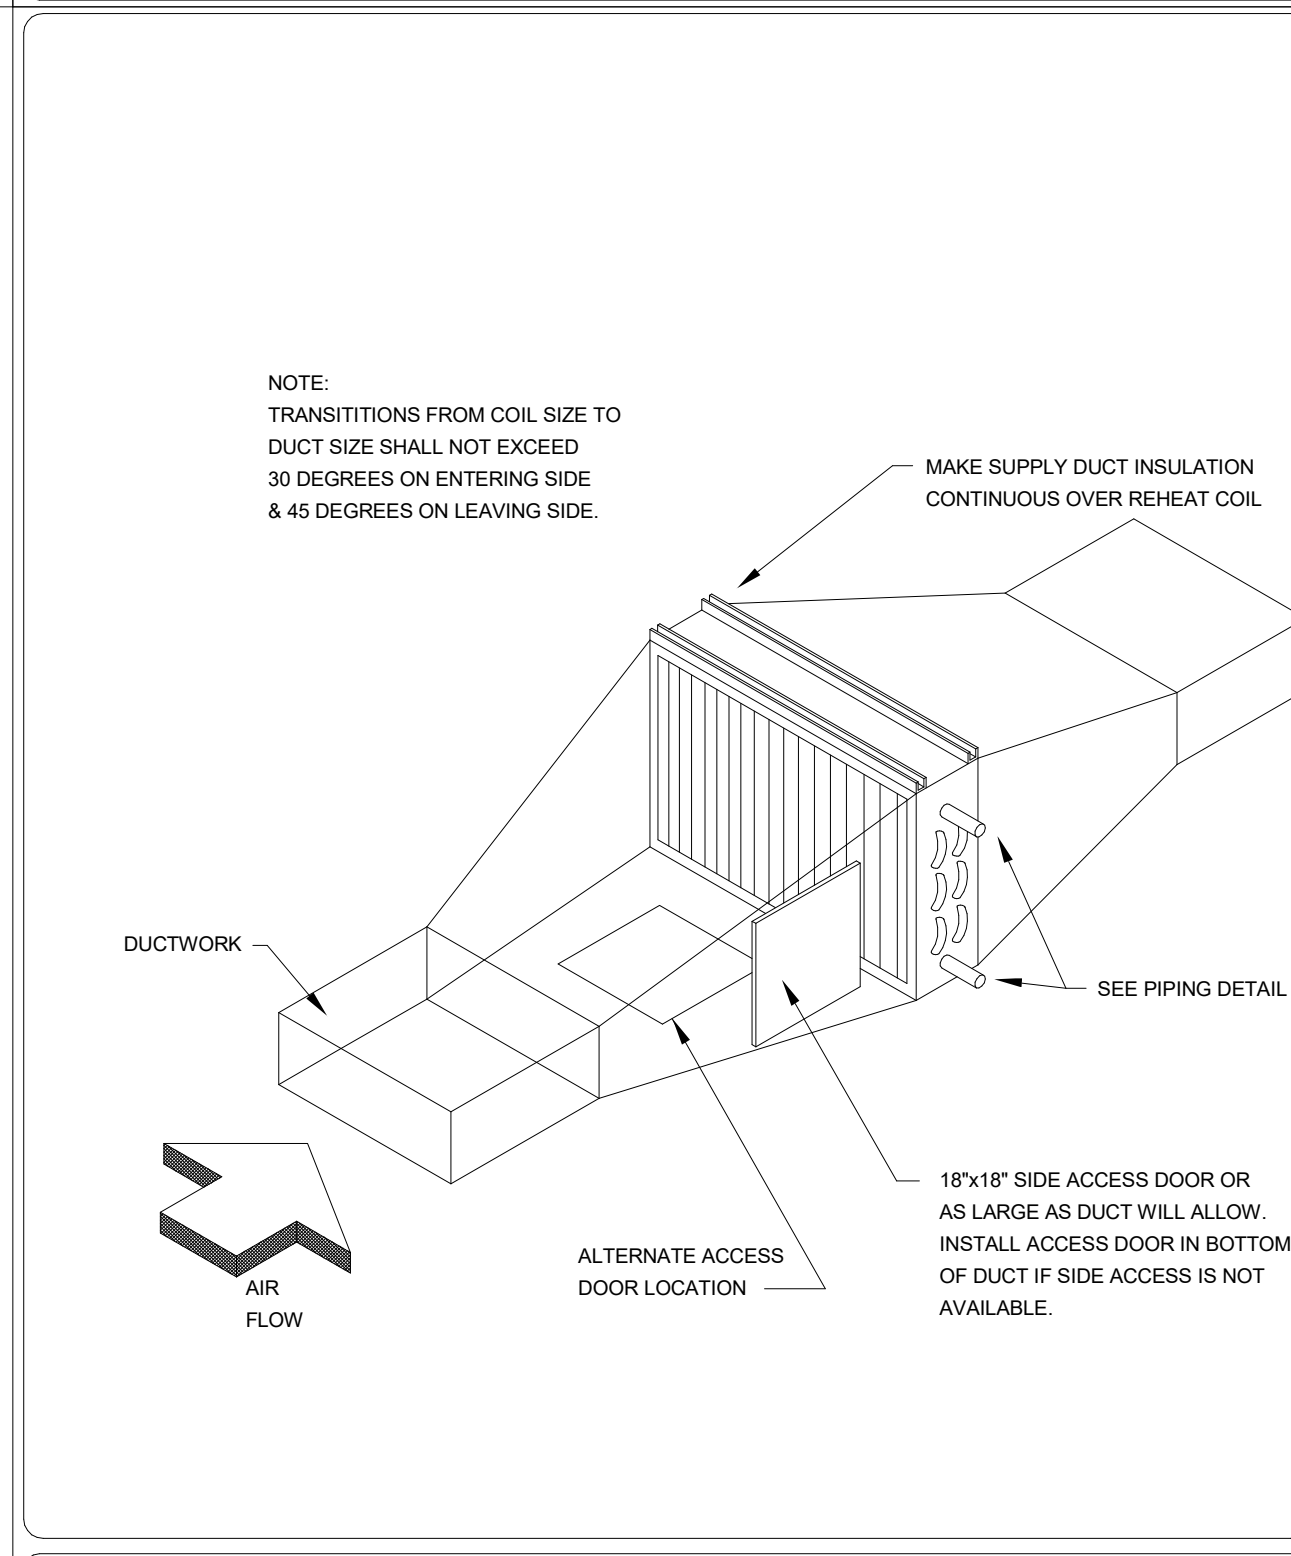 NOTE:
TRANSITITIONS FROM COIL SIZE TO
DUCT SIZE SHALL NOT EXCEED
30 DEGREES ON ENTERING SIDE
& 45 DEGREES ON LEAVING SIDE.
MAKE SUPPLY DUCT INSULATION
CONTINUOUS OVER REHEAT COIL
DUCTWORK
SEE PIPING DETAIL
18"x18" SIDE ACCESS DOOR OR
AS LARGE AS DUCT WILL ALLOW.
INSTALL ACCESS DOOR IN BOTTOM
OF DUCT IF SIDE ACCESS IS NOT
AVAILABLE.
ALTERNATE ACCESS
DOOR LOCATION
AIR
FLOW